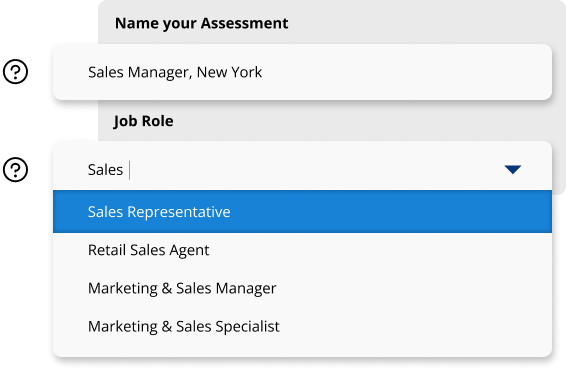 Name your Assessment
Sales Manager, New York
Job Role
Sales
Sales Representative
Retail Sales Agent
Marketing & Sales Manager
Marketing & Sales Specialist